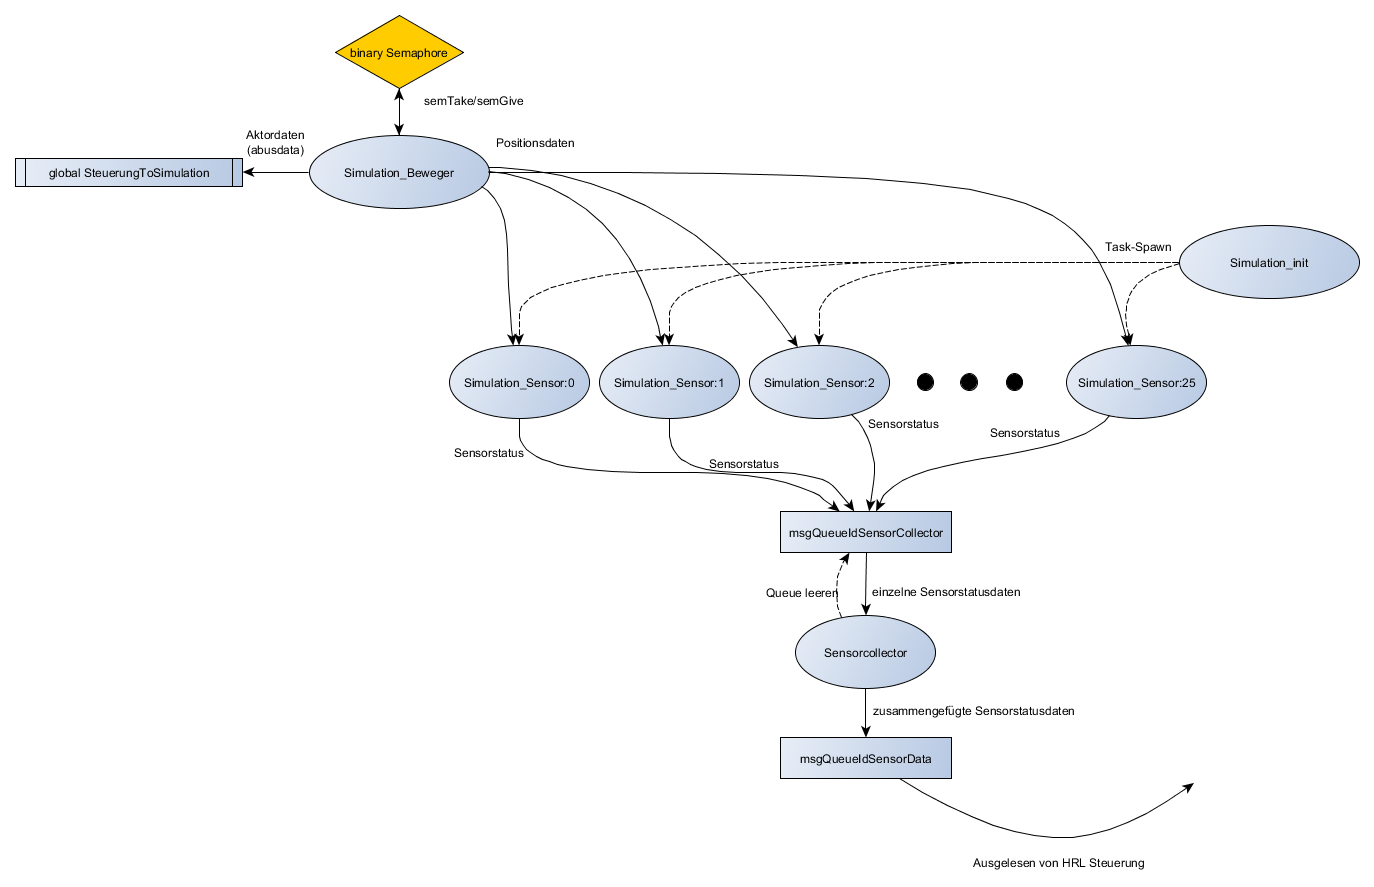 binary Semaphore
semTake/semGive
Aktordaten
(abusdata)
Positionsdaten
global SteuerungToSimulation
Simulation_Beweger
Task-Spawn
Simulation_init
Simulation_Sensor:0
Simulation_Sensor:1
Simulation_Sensor:2
Simulation_Sensor:25
Sensorstatus
Sensorstatus
Sensorstatus
Sensorstatus
msgQueueIdSensorCollector
Queue leeren
einzelne Sensorstatusdaten
Sensorcollector
zusammengefügte Sensorstatusdaten
msgQueueIdSensorData
Ausgelesen von HRL Steuerung